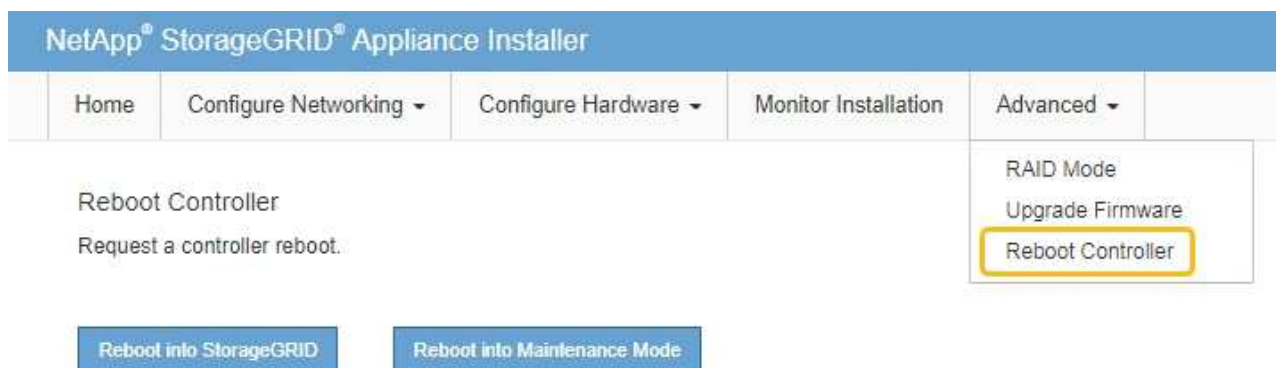 NetApp® StorageGRID® Appliance Installer
Home Configure Networking Configure Hardware Monitor Installation Advanced
RAID Mode
Upgrade Firmware
Reboot Controller
Reboot Controller
Request a controller reboot.
Reboot into StorageGRID Reboot into Maintenance Mode